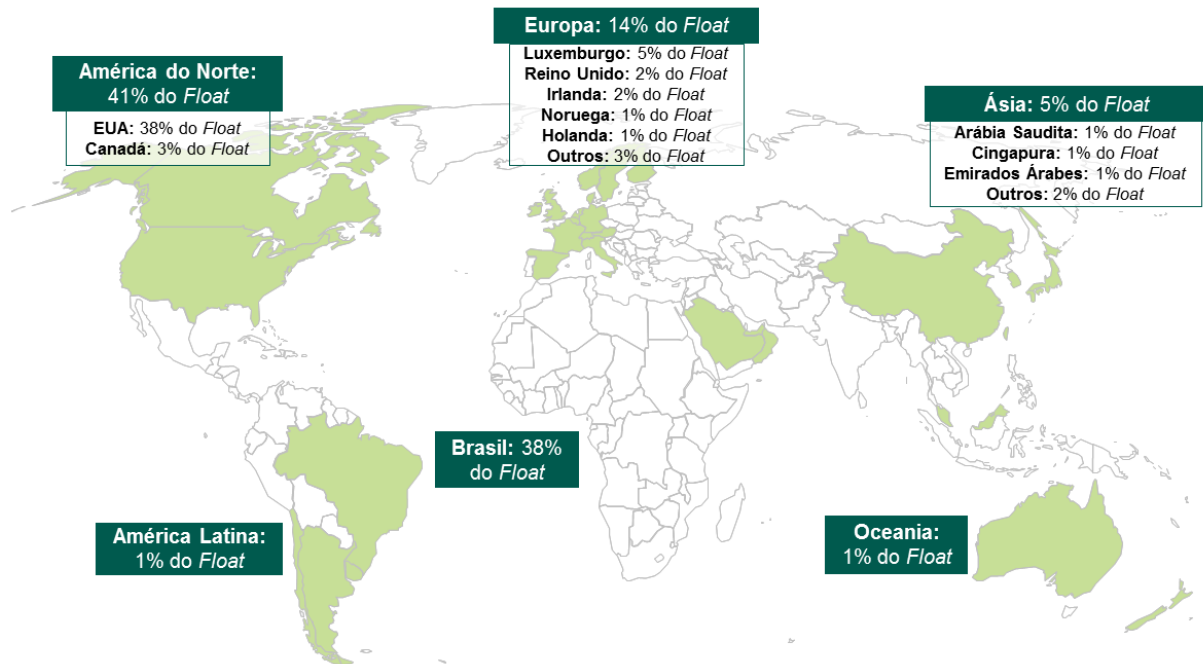 América do Norte:
41% do Float
EUA: 38% do Float
Canadá: 3% do Float
Europa: 14% do Float
Luxemburgo: 5% do Float
Reino Unido: 2% do Float
Irlanda: 2% do Float
Noruega: 1% do Float
Holanda: 1% do Float
Outros: 3% do Float
Ásia: 5% do Float
Arábia Saudita: 1% do Float
Cingapura: 1% do Float
Emirados Árabes: 1% do Float
Outros: 2% do Float
Brasil: 38%
do Float
América Latina:
1% do Float
Oceania:
1% do Float